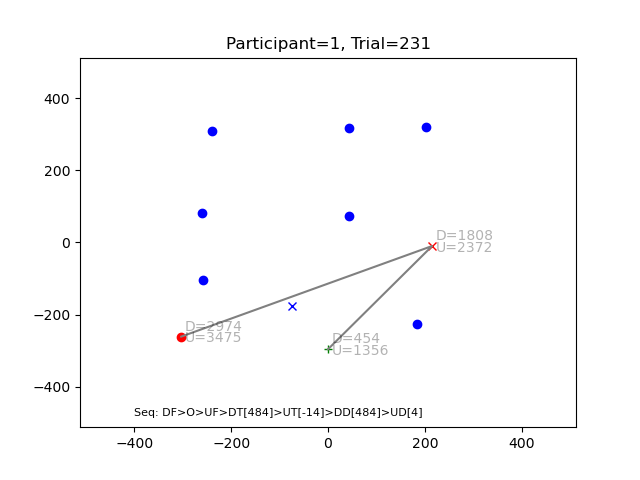 Participant=1, Trial=231
400
200
0
−200
−400
D=1808
U=2372
D=2974
U=3475
D=454
U=1356
Seq: DF>O>UF>DT[484]>UT[-14]>DD[484]>UD[4]
−400
−200
0
200
400